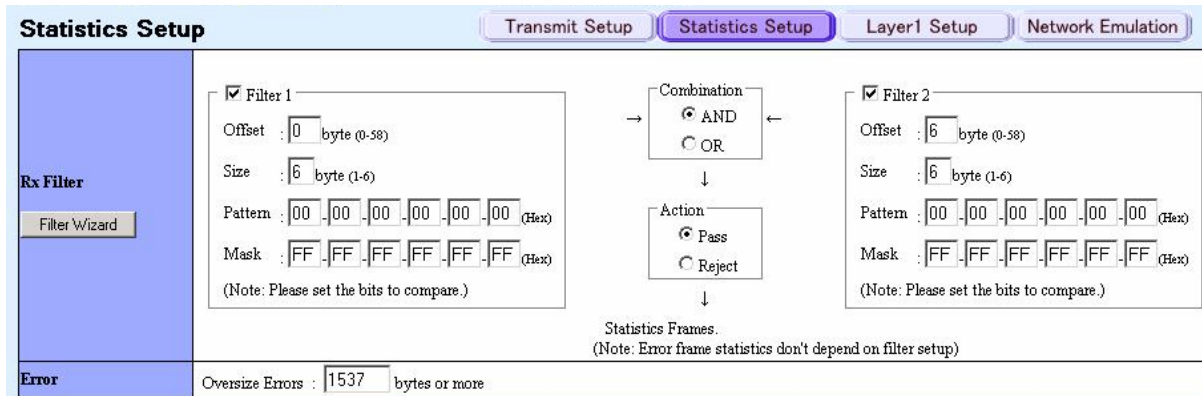 Statistics Setup
Transmit Setup
Statistics Setup
Layer1 Setup
Network Emulation
Rx Filter
Filter Wizard
Filter 1
Offset : 0 byte (0-58)
Size : 6 byte (1-6)
Pattern : 00 - 00 - 00 - 00 - 00 - 00 (Hex)
Mask : FF - FF - FF - FF - FF - FF (Hex)
(Note: Please set the bits to compare.)
→
Combination
AND
OR
←
↓
Action
Pass
Reject
↓
Statistics Frames.
(Note: Error frame statistics don't depend on filter setup)
Filter 2
Offset : 6 byte (0-58)
Size : 6 byte (1-6)
Pattern : 00 - 00 - 00 - 00 - 00 - 00 (Hex)
Mask : FF - FF - FF - FF - FF - FF (Hex)
(Note: Please set the bits to compare.)
Error
Oversize Errors : 1537 bytes or more